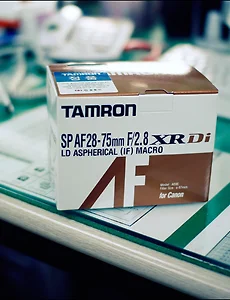 TAMRON
SP AF28-75mm F/2.8 XR Di
LD ASPHERICAL (IF) MACRO
AF
for Canon